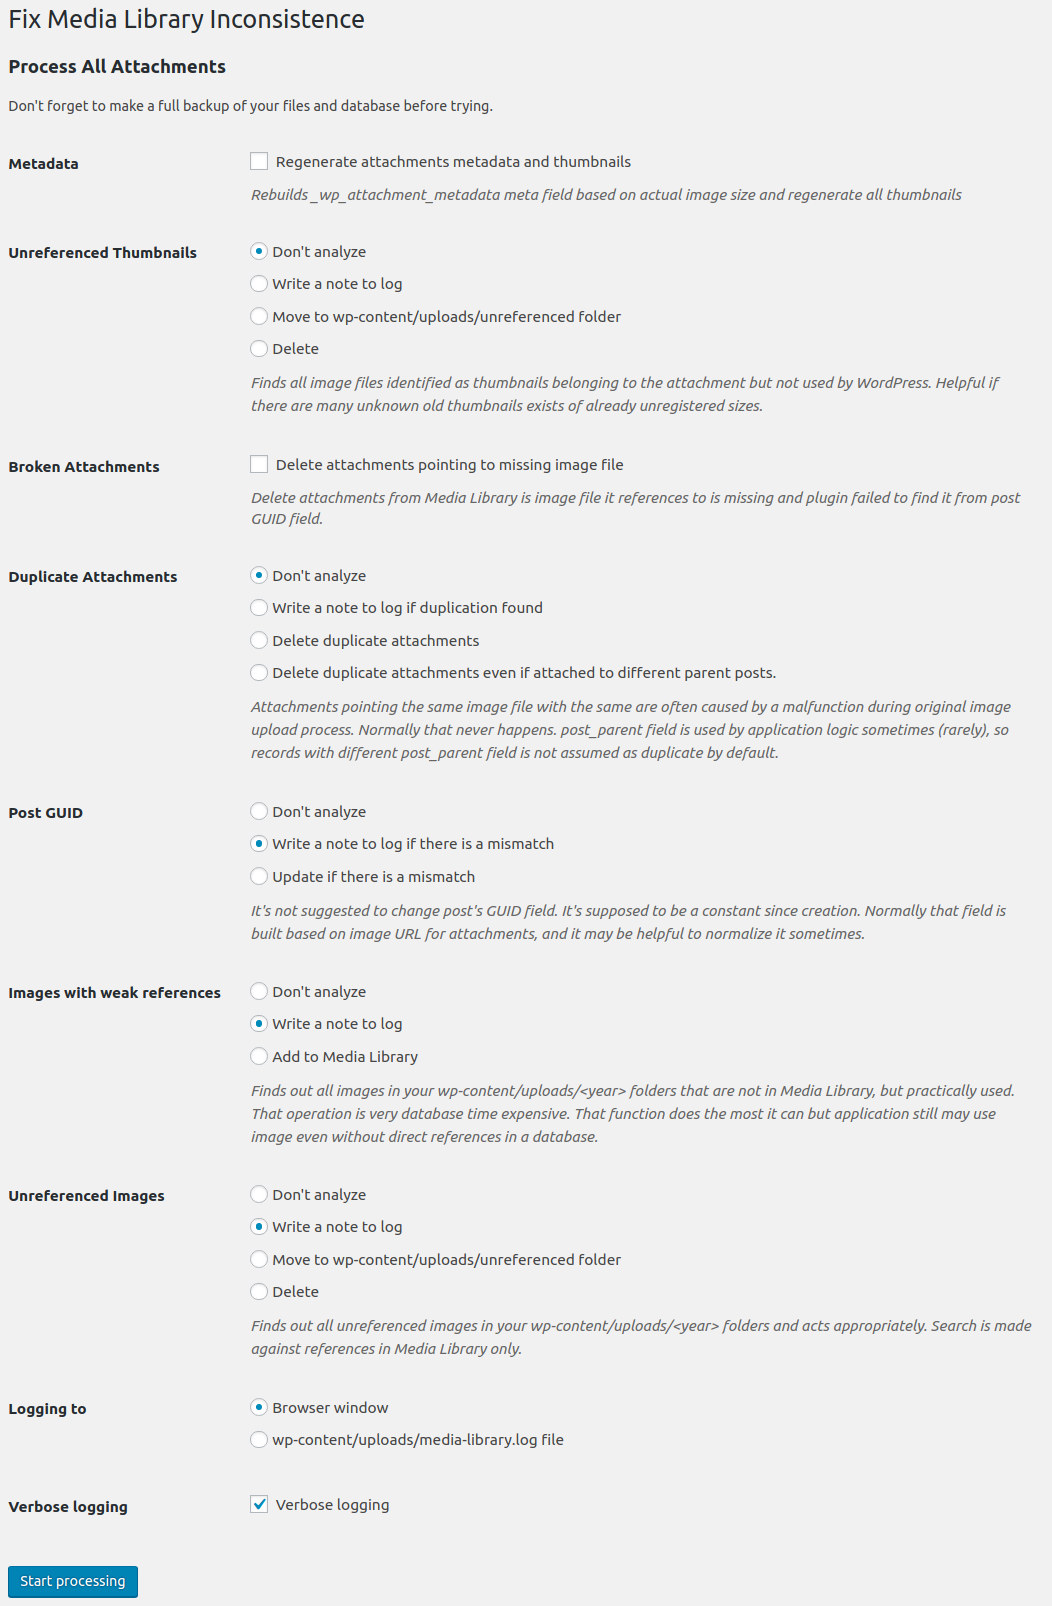 Fix Media Library Inconsistence
Process All Attachments
Don't forget to make a full backup of your files and database before trying.
Metadata
Regenerate attachments metadata and thumbnails
Rebuilds _wp_attachment_metadata meta field based on actual image size and regenerate all thumbnails
Unreferenced Thumbnails
Don't analyze
Write a note to log
Move to wp-content/uploads/unreferenced folder
Delete
Finds all image files identified as thumbnails belonging to the attachment but not used by WordPress. Helpful if
there are many unknown old thumbnails exists of already unregistered sizes.
Broken Attachments
Delete attachments pointing to missing image file
Delete attachments from Media Library is image file it references to is missing and plugin failed to find it from post
GUID field.
Duplicate Attachments
Don't analyze
Write a note to log if duplication found
Delete duplicate attachments
Delete duplicate attachments even if attached to different parent posts.
Attachments pointing the same image file with the same are often caused by a malfunction during original image
upload process. Normally that never happens. post_parent field is used by application logic sometimes (rarely), so
records with different post_parent field is not assumed as duplicate by default.
Post GUID
Don't analyze
Write a note to log if there is a mismatch
Update if there is a mismatch
It's not suggested to change post's GUID field. It's supposed to be a constant since creation. Normally that field is
built based on image URL for attachments, and it may be helpful to normalize it sometimes.
Images with weak references
Don't analyze
Write a note to log
Add to Media Library
Finds out all images in your wp-content/uploads/<year> folders that are not in Media Library, but practically used.
That operation is very database time expensive. That function does the most it can but application still may use
image even without direct references in a database.
Unreferenced Images
Don't analyze
Write a note to log
Move to wp-content/uploads/unreferenced folder
Delete
Finds out all unreferenced images in your wp-content/uploads/<year> folders and acts appropriately. Search is made
against references in Media Library only.
Logging to
Browser window
wp-content/uploads/media-library.log file
Verbose logging
Verbose logging
Start processing